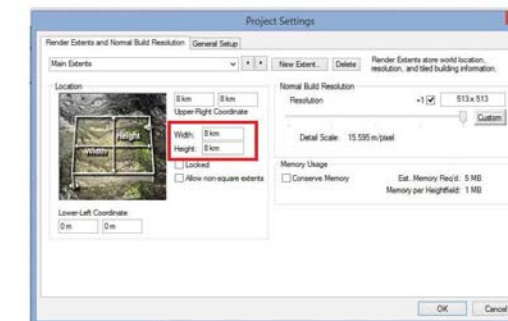 Project Settings
Render Extents and Normal Build Resolution
General Setup
Main Extents
New Extent...
Delete
Render Extents store world location,
resolution, and tiled building information.
Location
8 km
8 km
Upper-Right Coordinate
Width: 8 km
Height: 8 km
Height
Width
Locked
Allow non-square extents
Lower-Left Coordinate
0 m
0 m
Normal Build Resolution
Resolution
+1
513 x 513
Custom
Detail Scale: 15.595 m/pixel
Memory Usage
Conserve Memory
Est. Memory Req'd: 5 MB
Memory per Heightfield: 1 MB
OK
Cancel